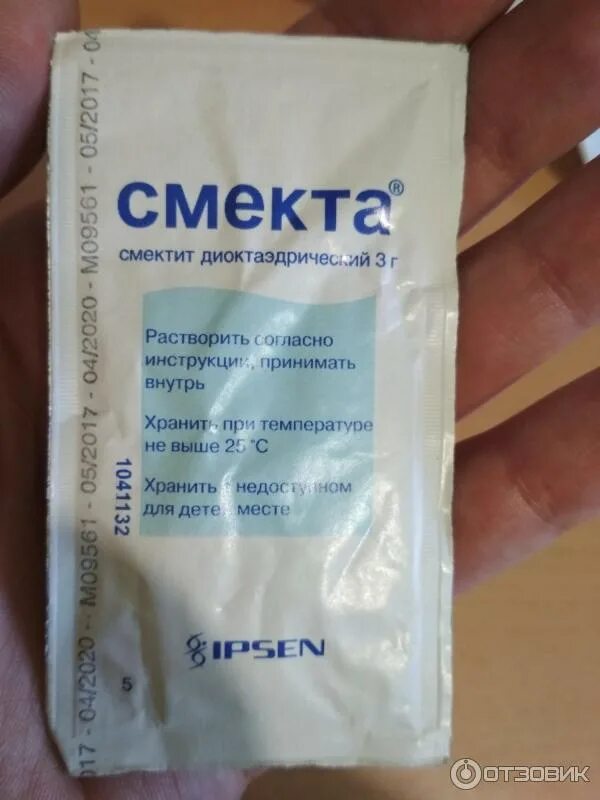 смекта®
смектит диоктаэдрический 3 г
Растворить согласно
инструкции, принимать
внутрь
Хранить при температуре
не выше 25 °C
Хранить недоступном
для детей месте
1041132
IPSEN
5
017 - 04/2020 - M09561 - 05/2017 - 04/2020 - M09561 - 05/2017 - 04
ОТЗОВИК